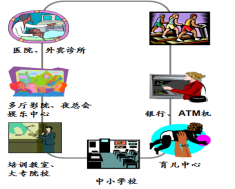 医院、外宾诊所
多厅影院、夜总会
娱乐中心
银行、ATM机
培训教室、
大专院校
中小学校
育儿中心